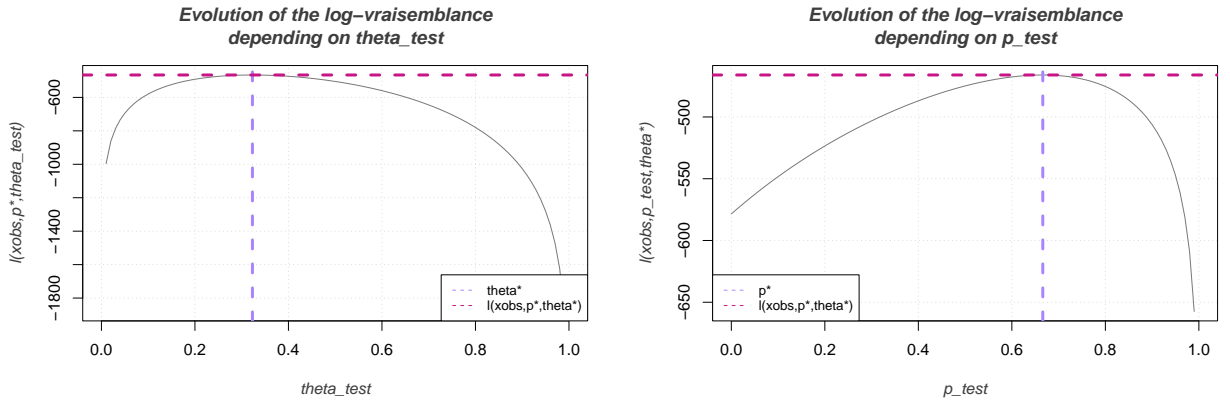 Evolution of the log−vraisemblance
depending on theta_test
l(xobs,p*,theta_test)
−600
−1000
−1400
−1800
0.0 0.2 0.4 0.6 0.8 1.0
theta_test
theta*
l(xobs,p*,theta*)
Evolution of the log−vraisemblance
depending on p_test
l(xobs,p_test,theta*)
−500
−550
−600
−650
0.0 0.2 0.4 0.6 0.8 1.0
p_test
p*
l(xobs,p*,theta*)